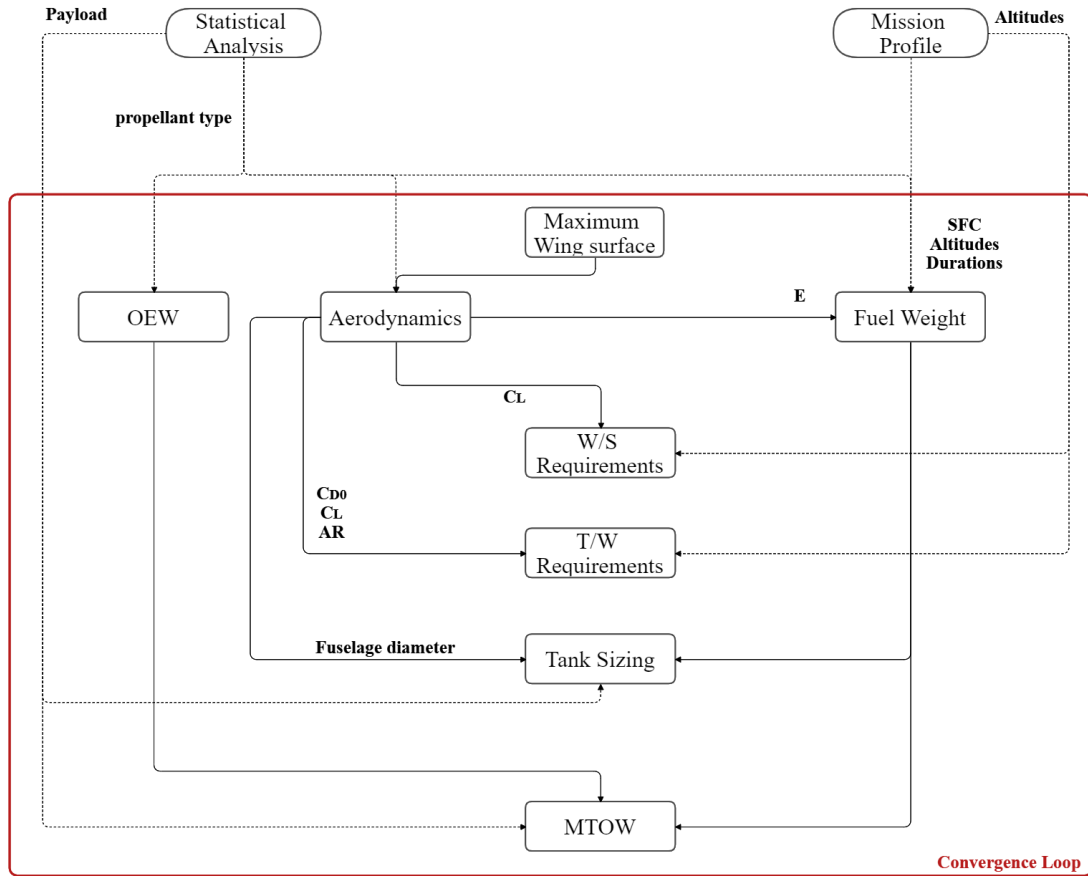 Payload
Statistical
Analysis
Mission
Profile
Altitudes
propellant type
Maximum
Wing surface
SFC
Altitudes
Durations
OEW
Aerodynamics
E
Fuel Weight
CL
W/S
Requirements
CD0
CL
AR
T/W
Requirements
Fuselage diameter
Tank Sizing
MTOW
Convergence Loop